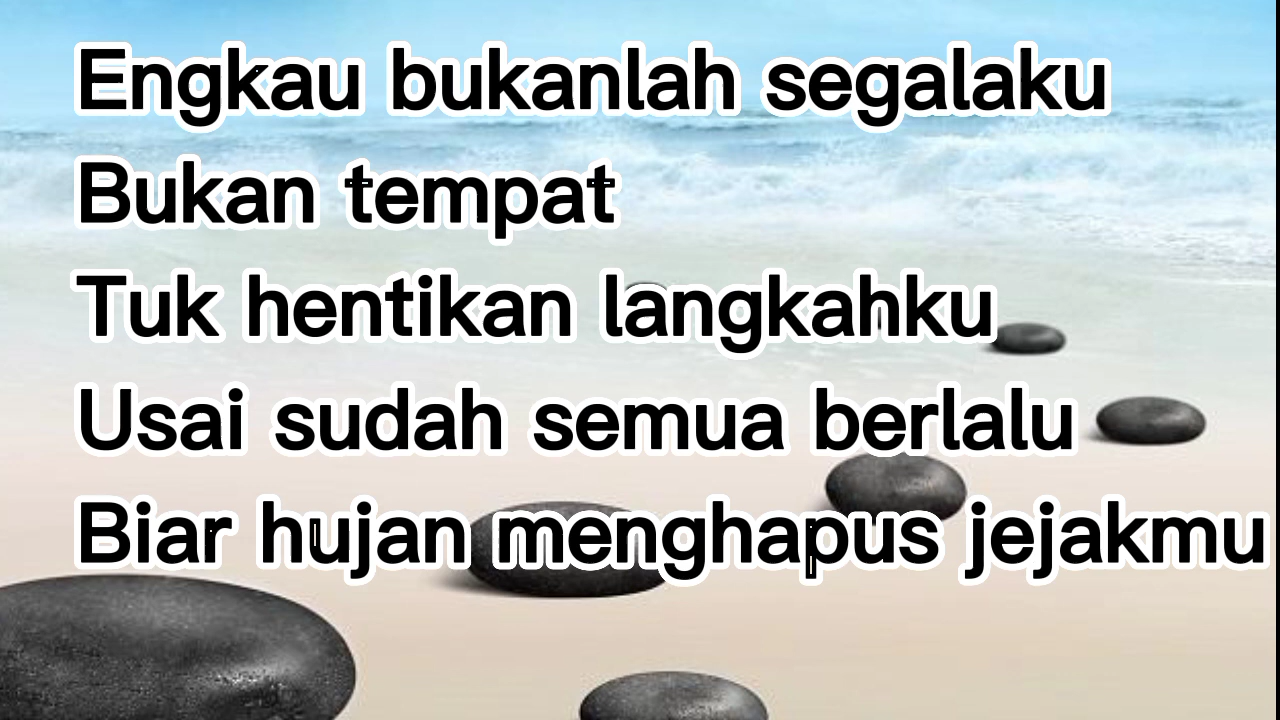 Engkau bukanlah segalaku
Bukan tempat
Tuk hentikan langkahku
Usai sudah semua berlalu
Biar hujan menghapus jejakmu